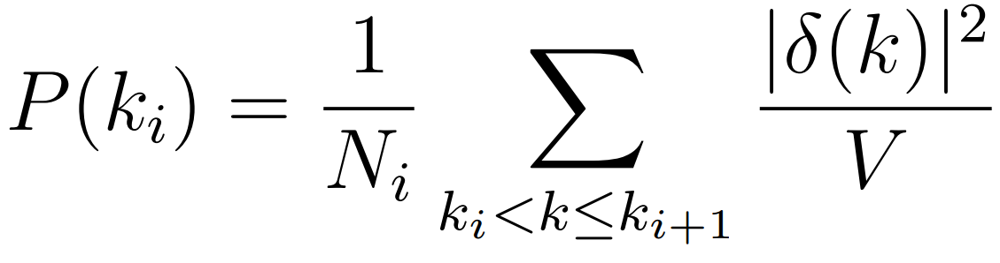 P(k_i) = \frac{1}{N_i} \sum_{k_i < k \leq k_{i+1}} \frac{|\delta(k)|^2}{V}